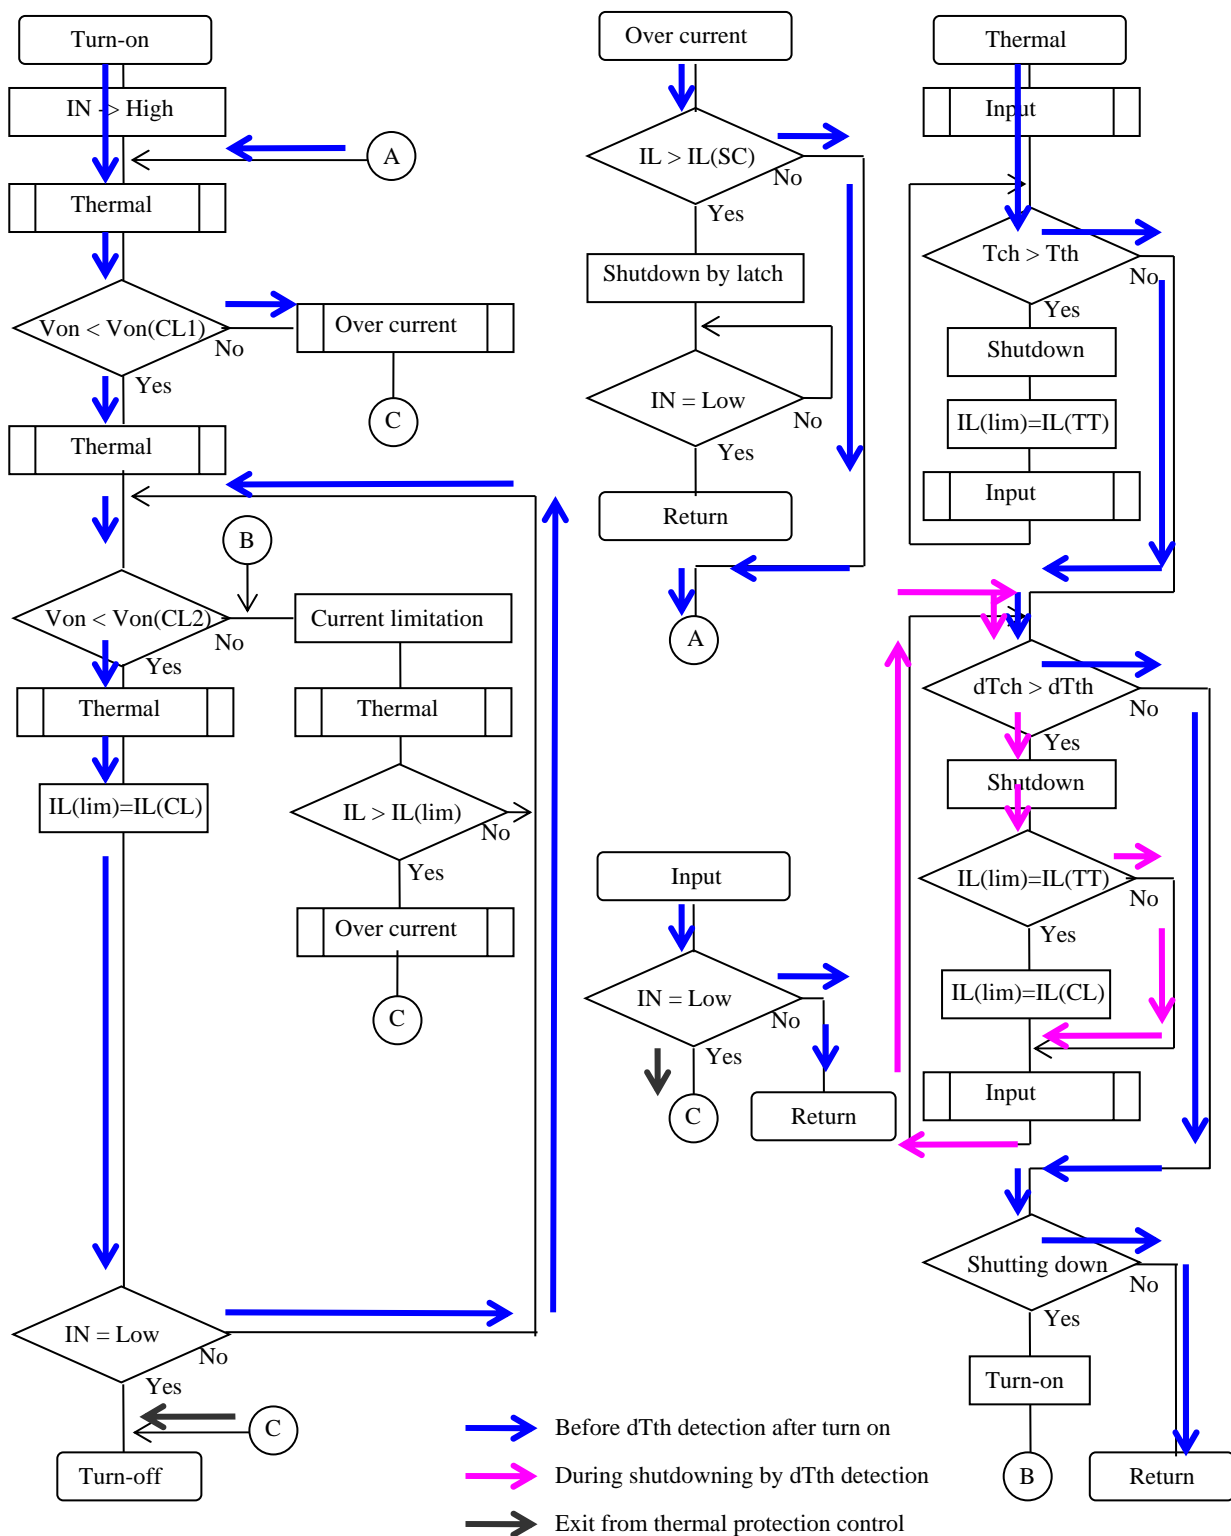 Turn-on
IN -> High
A
Thermal
Von < Von(CL1)
No
Yes
Over current
C
Thermal
B
Von < Von(CL2)
No
Yes
Current limitation
Thermal
Thermal
IL(lim)=IL(CL)
IL > IL(lim)
No
Yes
Over current
C
IN = Low
No
Yes
C
Turn-off
Over current
IL > IL(SC)
No
Yes
Shutdown by latch
IN = Low
No
Yes
Return
A
Input
IN = Low
No
Yes
C
Return
Thermal
Input
Tch > Tth
No
Yes
Shutdown
IL(lim)=IL(TT)
Input
dTch > dTth
No
Yes
Shutdown
IL(lim)=IL(TT)
No
Yes
IL(lim)=IL(CL)
Input
Shutting down
No
Yes
Turn-on
B
Return
Before dTth detection after turn on
During shutdowning by dTth detection
Exit from thermal protection control